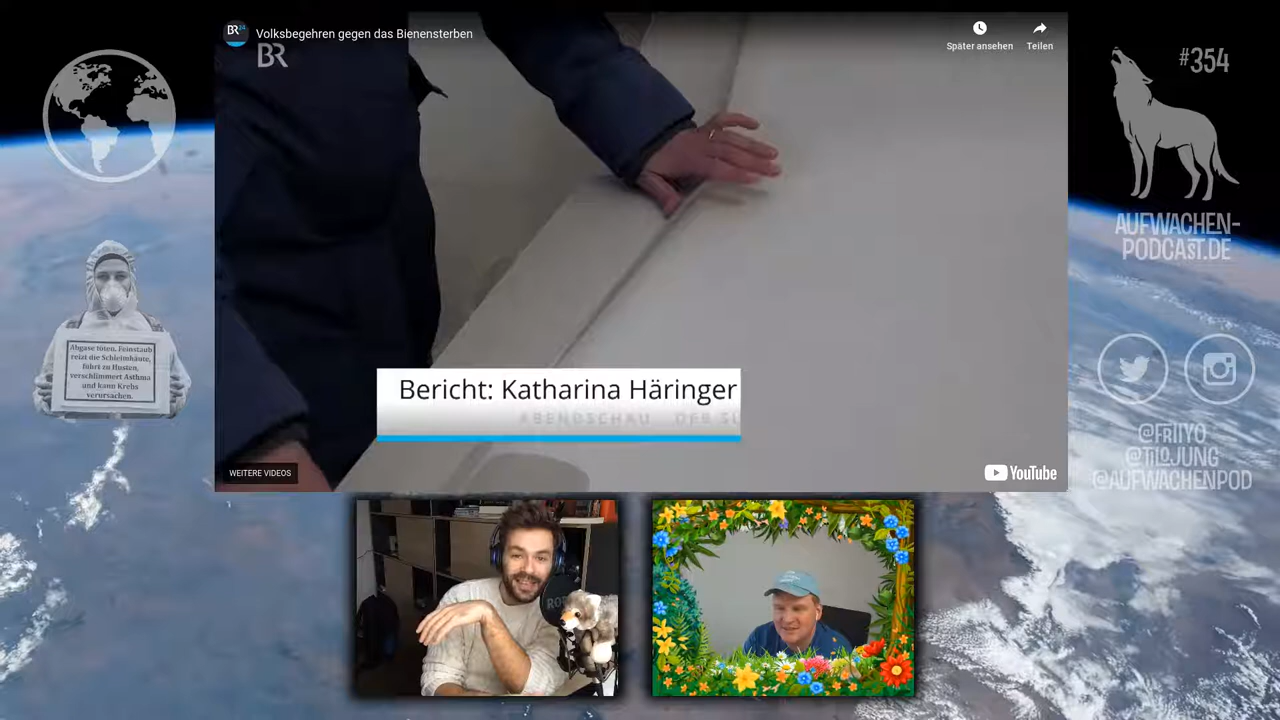 BR24
Volksbegehren gegen das Bienensterben
BR
Später ansehen
Teilen
#354
AUFWACHEN-
PODCAST.DE
Abgase töten. Feinstaub
reizt die Schleimhäute,
führt zu Husten,
verschlimmert Asthma
und kann Krebs
verursachen.
Bericht: Katharina Häringer
ABENDSCHAU
WEITERE VIDEOS
YouTube
@FRIIYO
@TILOJUNG
@AUFWACHENPOD